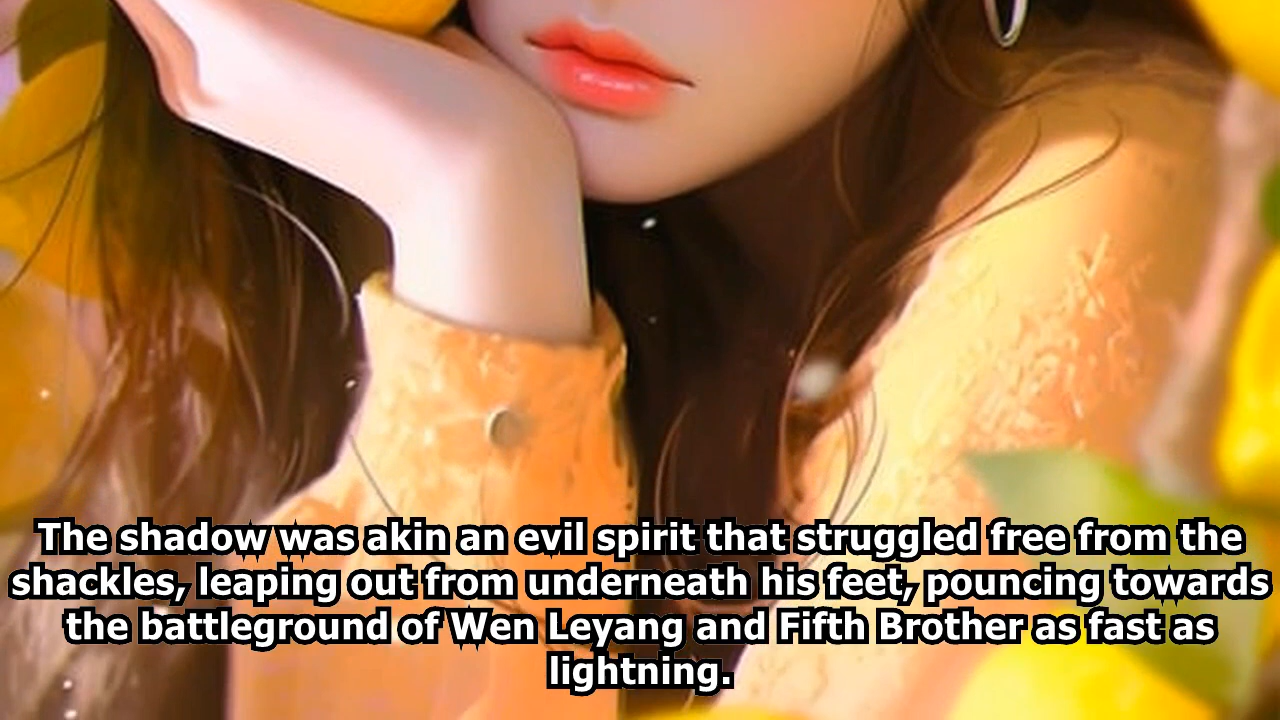 The shadow was akin an evil spirit that struggled free from the
shackles, leaping out from underneath his feet, pouncing towards
the battleground of Wen Leyang and Fifth Brother as fast as
lightning.